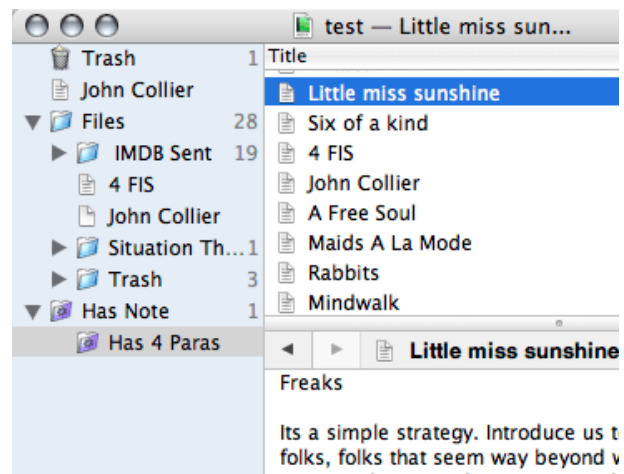 test — Little miss sun...
Trash 1
John Collier
Files 28
IMDB Sent 19
4 FIS
John Collier
Situation Th...1
Trash 3
Has Note 1
Has 4 Paras
Title
Little miss sunshine
Six of a kind
4 FIS
John Collier
A Free Soul
Maids A La Mode
Rabbits
Mindwalk
Little miss sunshine
Freaks
Its a simple strategy. Introduce us
folks, folks that seem way beyond